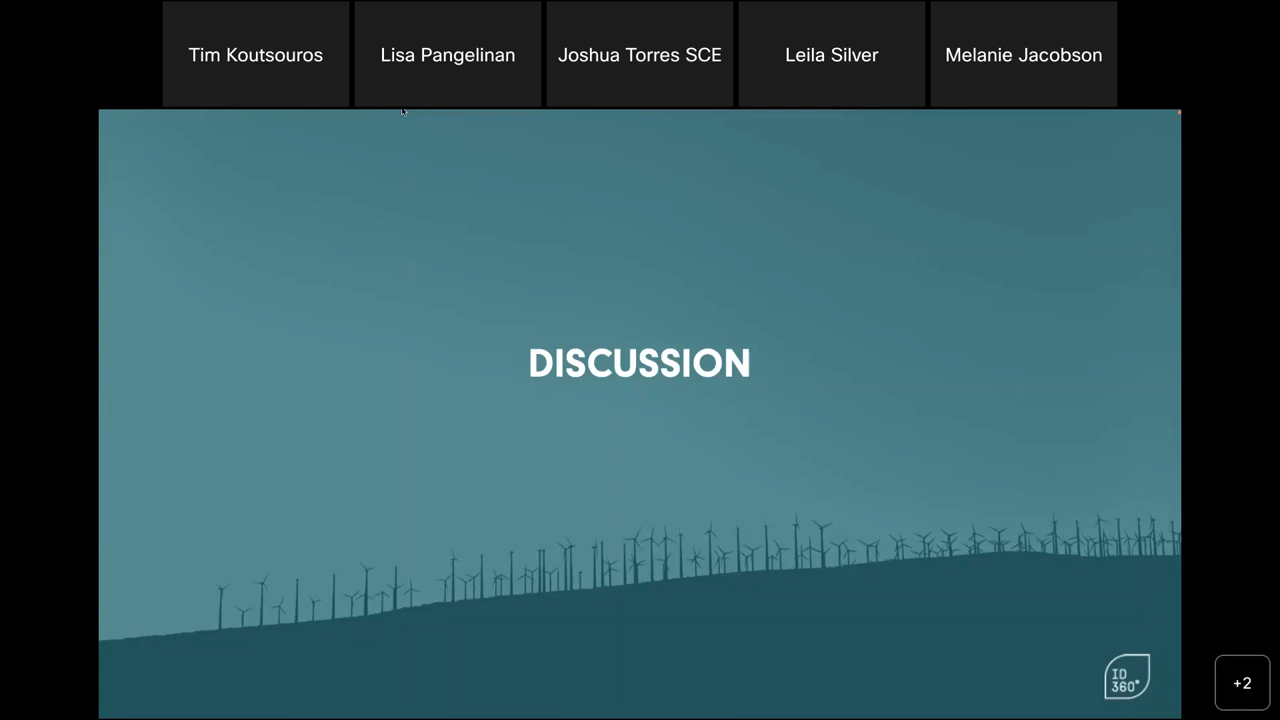 Tim Koutsouros
Lisa Pangelinan
Joshua Torres SCE
Leila Silver
Melanie Jacobson
DISCUSSION
ID
360°
+2